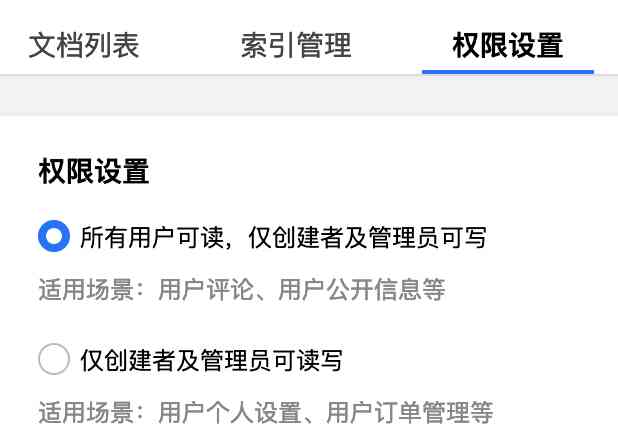 文档列表 索引管理 权限设置
权限设置
所有用户可读，仅创建者及管理员可写
适用场景：用户评论、用户公开信息等
仅创建者及管理员可读写
适用场景：用户个人设置、用户订单管理等